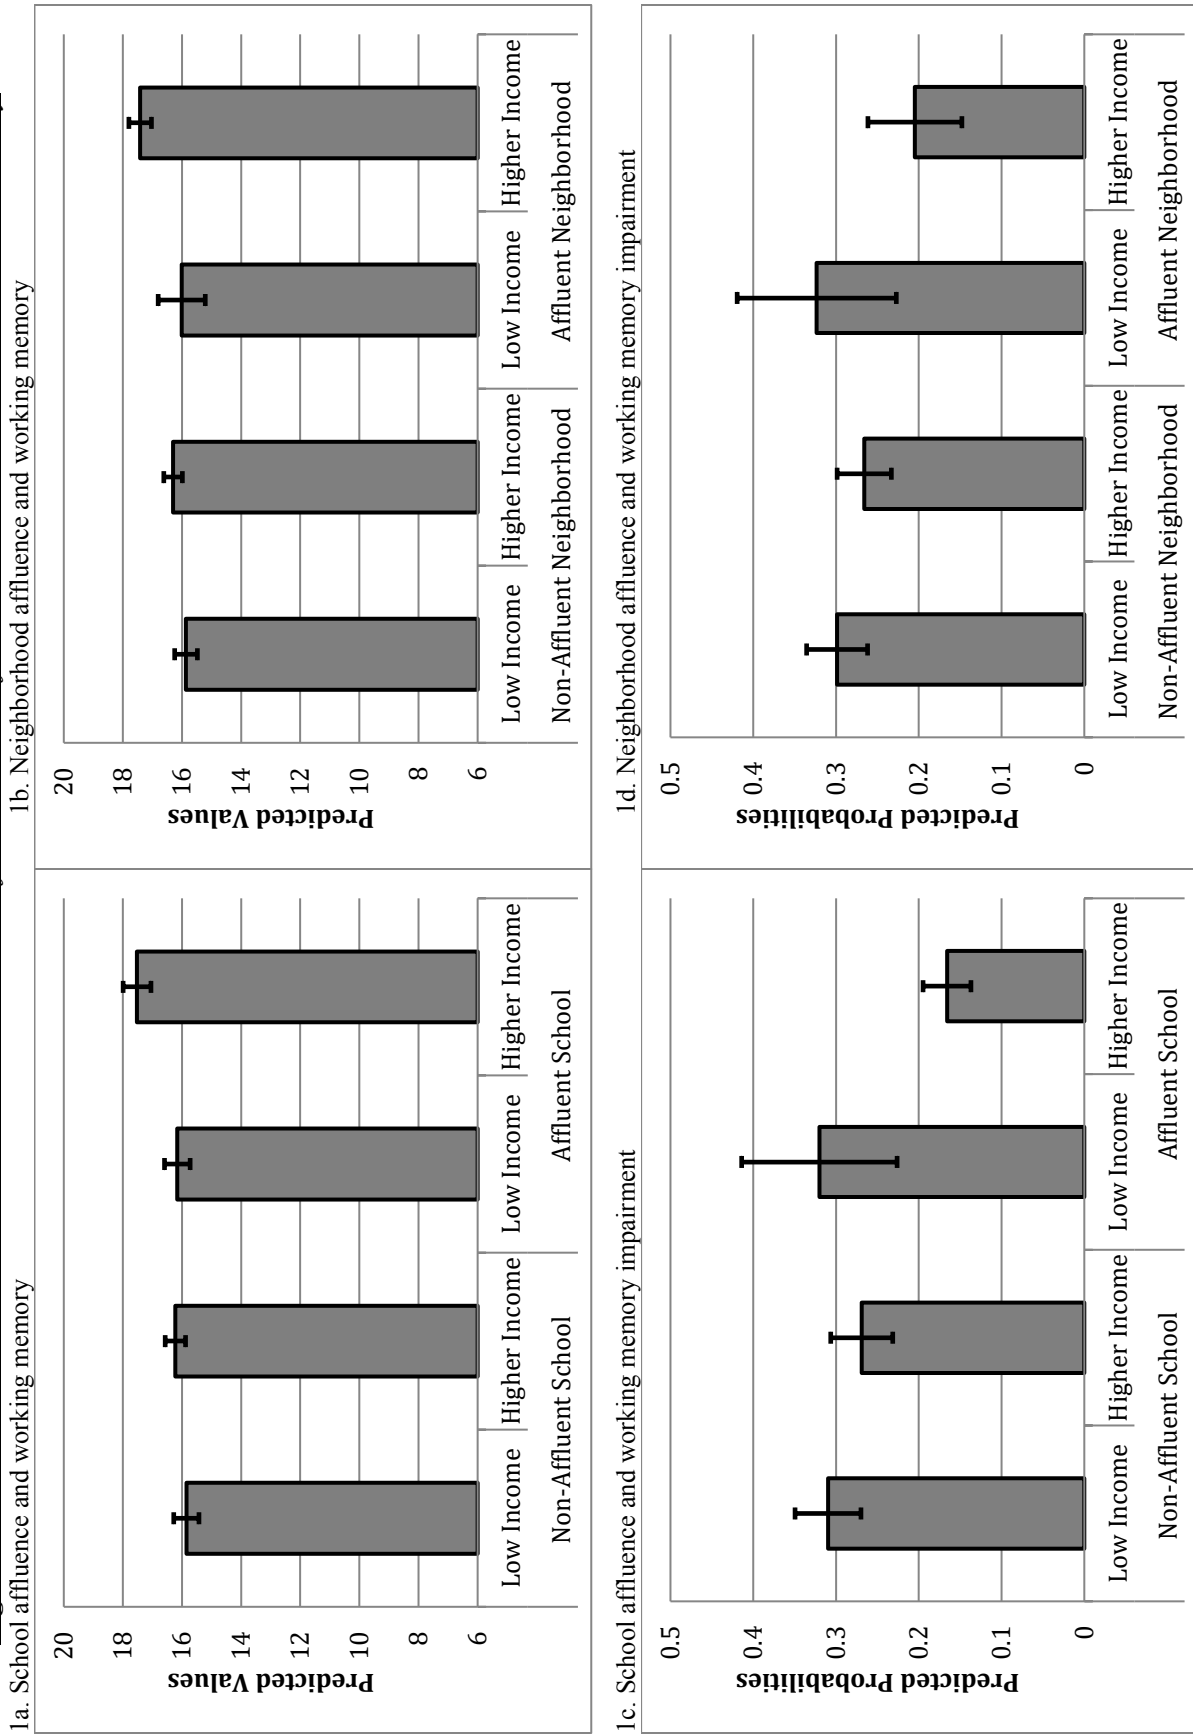 1a. School affluence and working memory
20
18
16
14
12
10
8
6
Predicted Values
Low Income Higher Income Low Income Higher Income
Non-Affluent School Affluent School
1b. Neighborhood affluence and working memory
20
18
16
14
12
10
8
6
Predicted Values
Low Income Higher Income Low Income Higher Income
Non-Affluent Neighborhood Affluent Neighborhood
1c. School affluence and working memory impairment
0.5
0.4
0.3
0.2
0.1
0
Predicted Probabilities
Low Income Higher Income Low Income Higher Income
Non-Affluent School Affluent School
1d. Neighborhood affluence and working memory impairment
0.5
0.4
0.3
0.2
0.1
0
Predicted Probabilities
Low Income Higher Income Low Income Higher Income
Non-Affluent Neighborhood Affluent Neighborhood